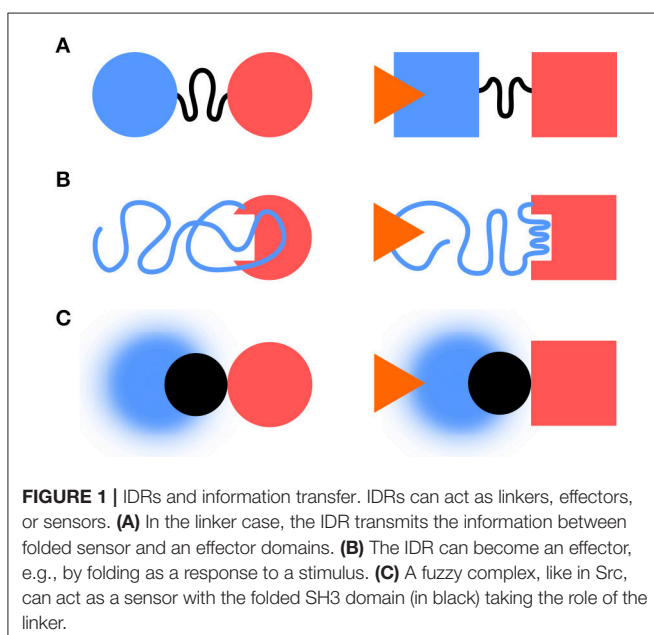 A
B
C
FIGURE 1 | IDRs and information transfer. IDRs can act as linkers, effectors,
or sensors. (A) In the linker case, the IDR transmits the information between
folded sensor and an effector domains. (B) The IDR can become an effector,
e.g., by folding as a response to a stimulus. (C) A fuzzy complex, like in Src,
can act as a sensor with the folded SH3 domain (in black) taking the role of the
linker.